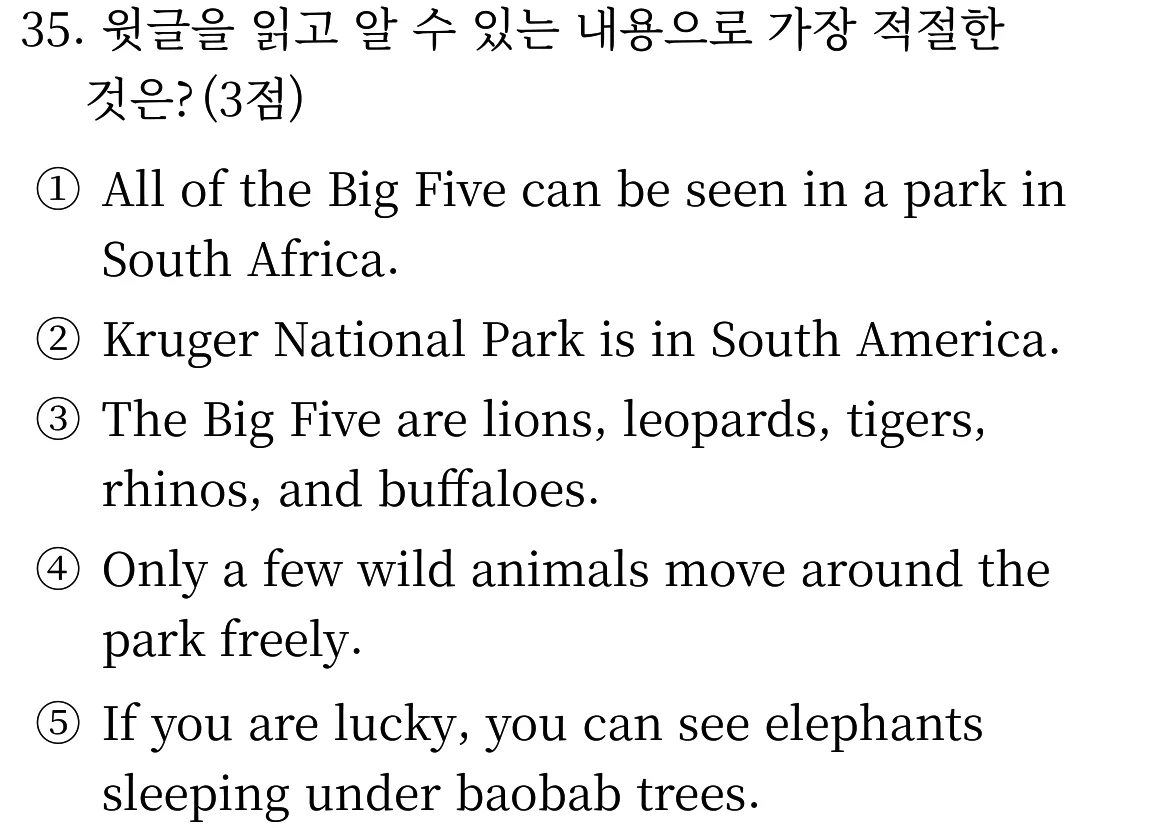 35. 윗글을 읽고 알 수 있는 내용으로 가장 적절한
것은? (3점)
① All of the Big Five can be seen in a park in
South Africa.
② Kruger National Park is in South America.
③ The Big Five are lions, leopards, tigers,
rhinos, and buffaloes.
④ Only a few wild animals move around the
park freely.
⑤ If you are lucky, you can see elephants
sleeping under baobab trees.